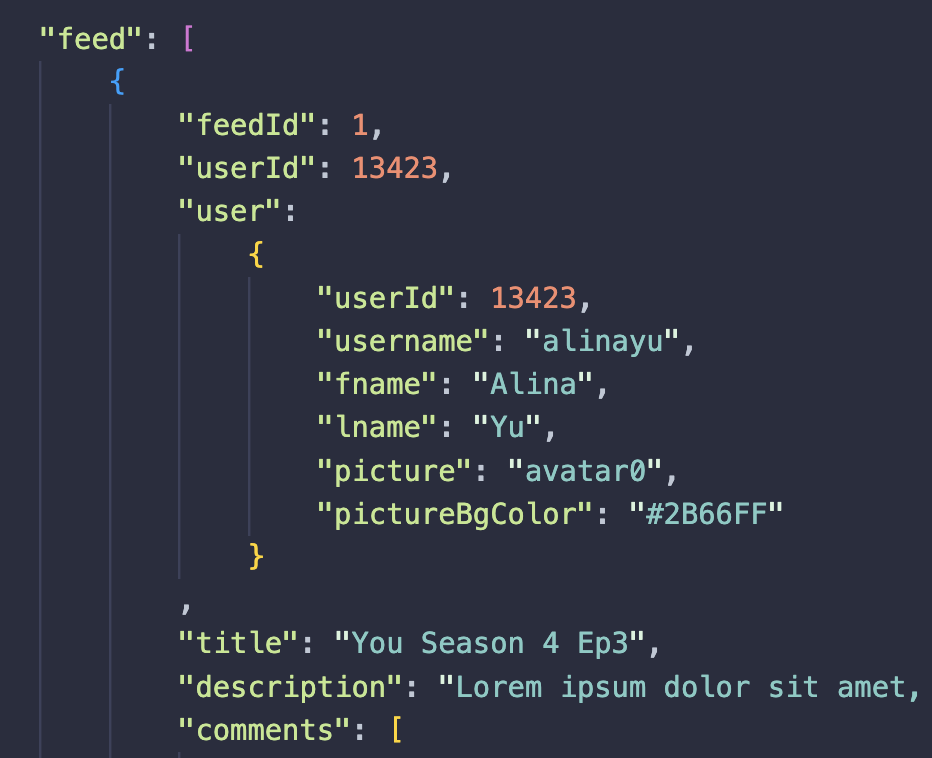 "feed": [
{
"feedId": 1,
"userId": 13423,
"user":
{
"userId": 13423,
"username": "alinayu",
"fname": "Alina",
"lname": "Yu",
"picture": "avatar0",
"pictureBgColor": "#2B66FF"
}
,
"title": "You Season 4 Ep3",
"description": "Lorem ipsum dolor sit amet,
"comments": [